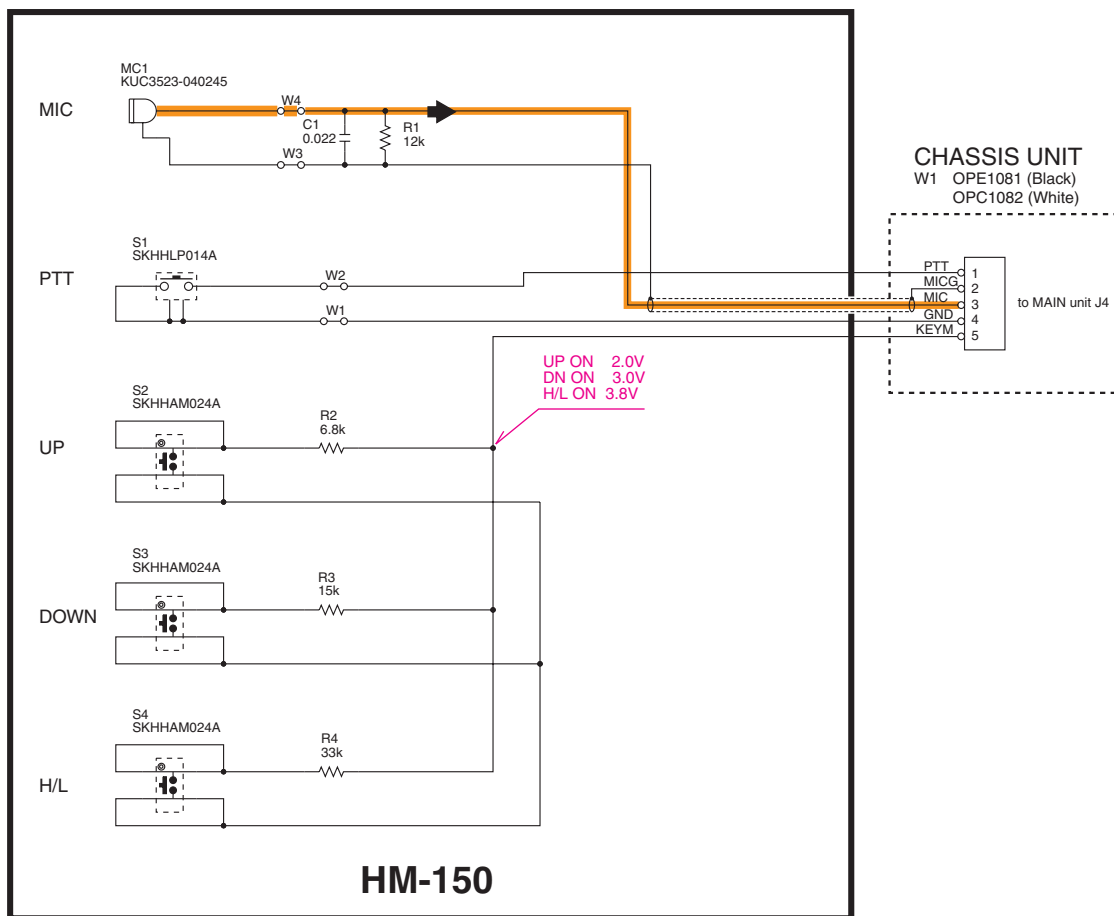 MC1
KUC3523-040245
MIC
W4
C1
0.022
R1
12k
W3
CHASSIS UNIT
W1 OPE1081 (Black)
OPC1082 (White)
S1
SKHHLP014A
PTT
W2
W1
PTT 1
MICG 2
MIC 3
GND 4
KEYM 5
to MAIN unit J4
UP ON 2.0V
DN ON 3.0V
H/L ON 3.8V
S2
SKHHAM024A
UP
R2
6.8k
S3
SKHHAM024A
DOWN
R3
15k
S4
SKHHAM024A
H/L
R4
33k
HM-150